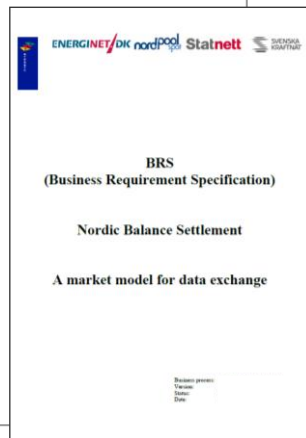 ENERGINET/DK nordpool spot Statnett SVENSKA KRAFTNÄT
BRS
(Business Requirement Specification)
Nordic Balance Settlement
A market model for data exchange
Business process:
Version:
Status:
Date: